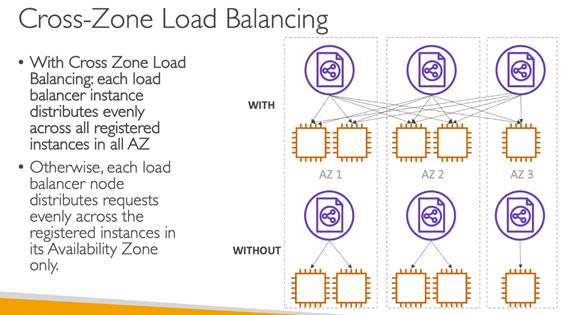 Cross-Zone Load Balancing
• With Cross Zone Load
Balancing: each load
balancer instance
distributes evenly
across all registered
instances in all AZ
• Otherwise, each load
balancer node
distributes requests
evenly across the
registered instances in
its Availability Zone
only.
WITH
AZ 1
AZ 2
AZ 3
WITHOUT